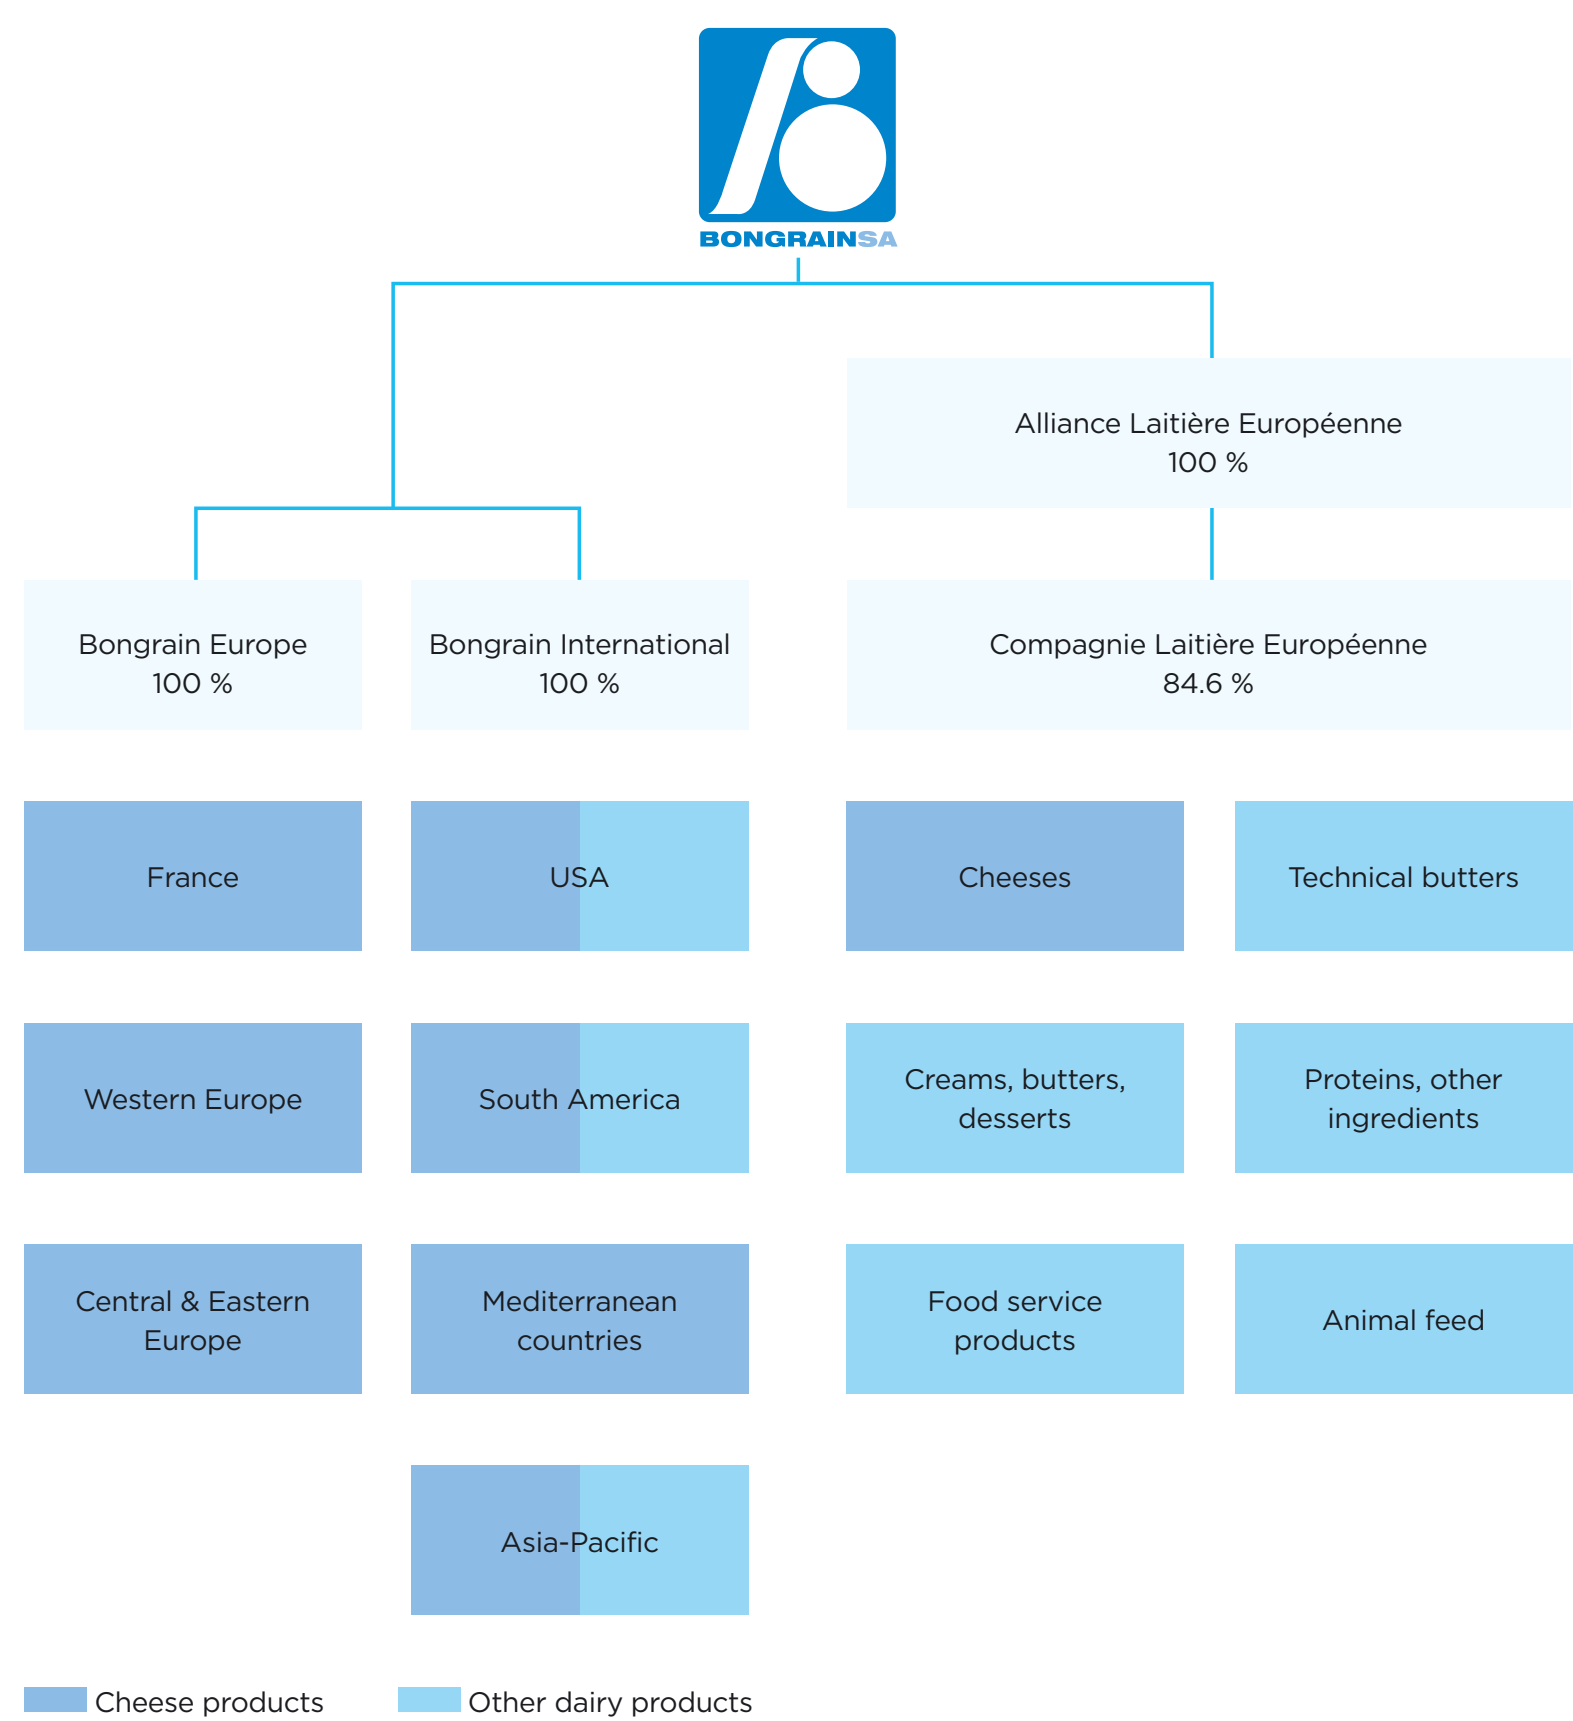 BONGRAINSA
Alliance Laitière Européenne
100 %
Bongrain Europe
100 %
Bongrain International
100 %
Compagnie Laitière Européenne
84.6 %
France
USA
Cheeses
Technical butters
Western Europe
South America
Creams, butters,
desserts
Proteins, other
ingredients
Central & Eastern
Europe
Mediterranean
countries
Food service
products
Animal feed
Asia-Pacific
Cheese products
Other dairy products